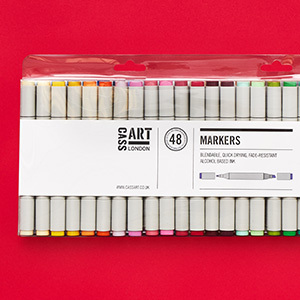 CASS ART
LONDON
48
MARKERS
BLENDABLE, QUICK DRYING, FADE-RESISTANT
ALCOHOL BASED INK.
WWW.CASSART.CO.UK